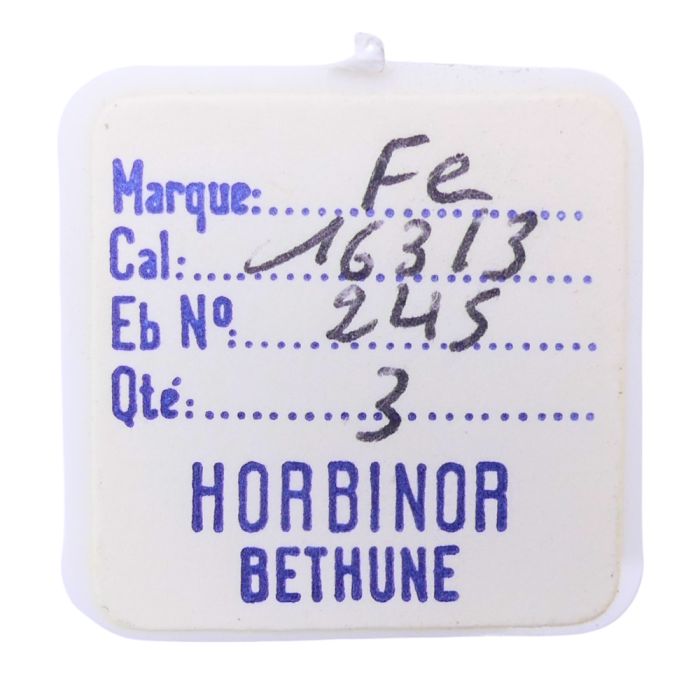 Marque: Fe
Cal: 16313
Eb Nº: 245
Qté: 3
HORBINOR
BETHUNE